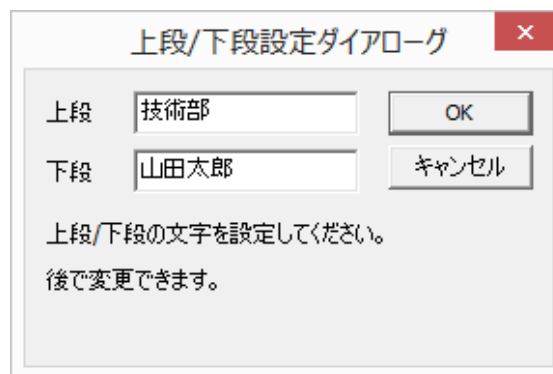 上段/下段設定ダイアローグ
上段 技術部 OK
下段 山田太郎 キャンセル
上段/下段の文字を設定してください。
後で変更できます。